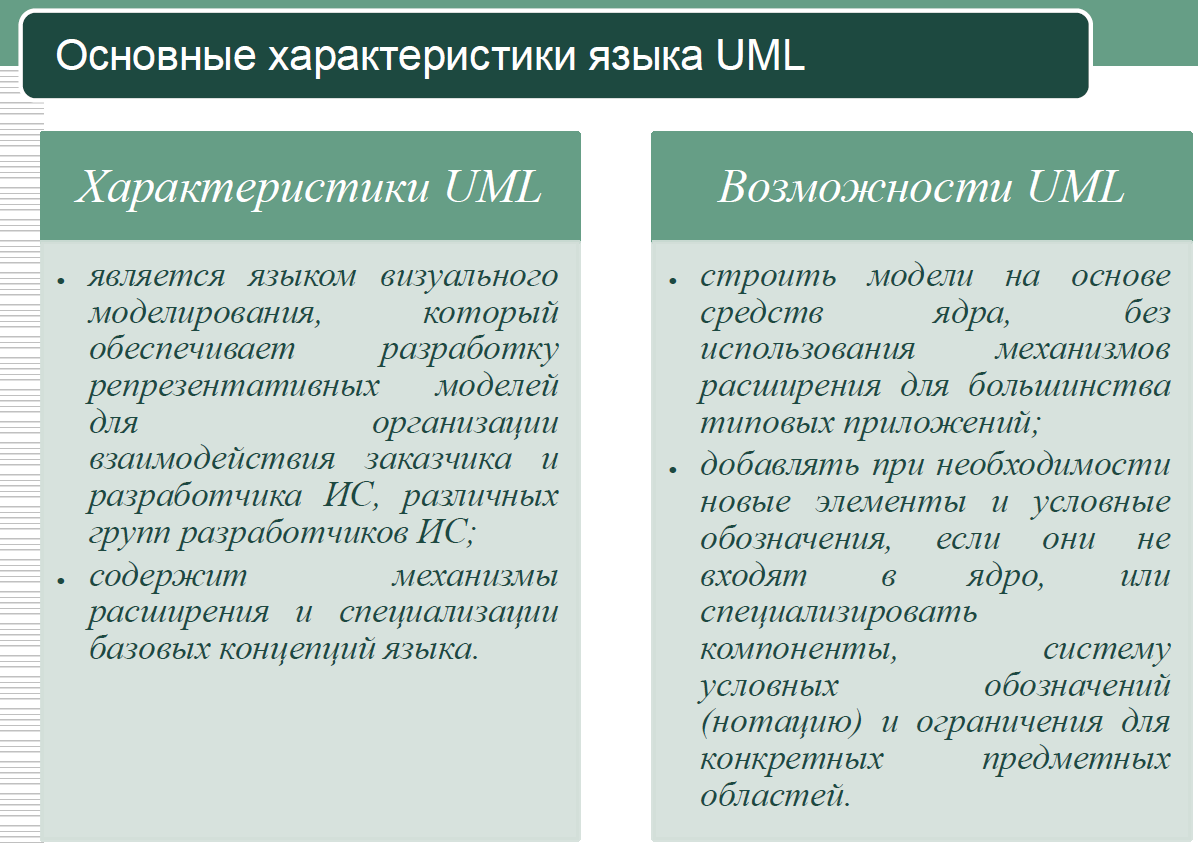 Основные характеристики языка UML
Характеристики UML
• является языком визуального
моделирования, который
обеспечивает разработку
репрезентативных моделей
для организации
взаимодействия заказчика и
разработчика ИС, различных
групп разработчиков ИС;
• содержит механизмы
расширения и специализации
базовых концепций языка.
Возможности UML
• строить модели на основе
средств ядра, без
использования механизмов
расширения для большинства
типовых приложений;
• добавлять при необходимости
новые элементы и условные
обозначения, если они не
входят в ядро, или
специализировать
компоненты, систему
условных обозначений
(нотацию) и ограничения для
конкретных предметных
областей.